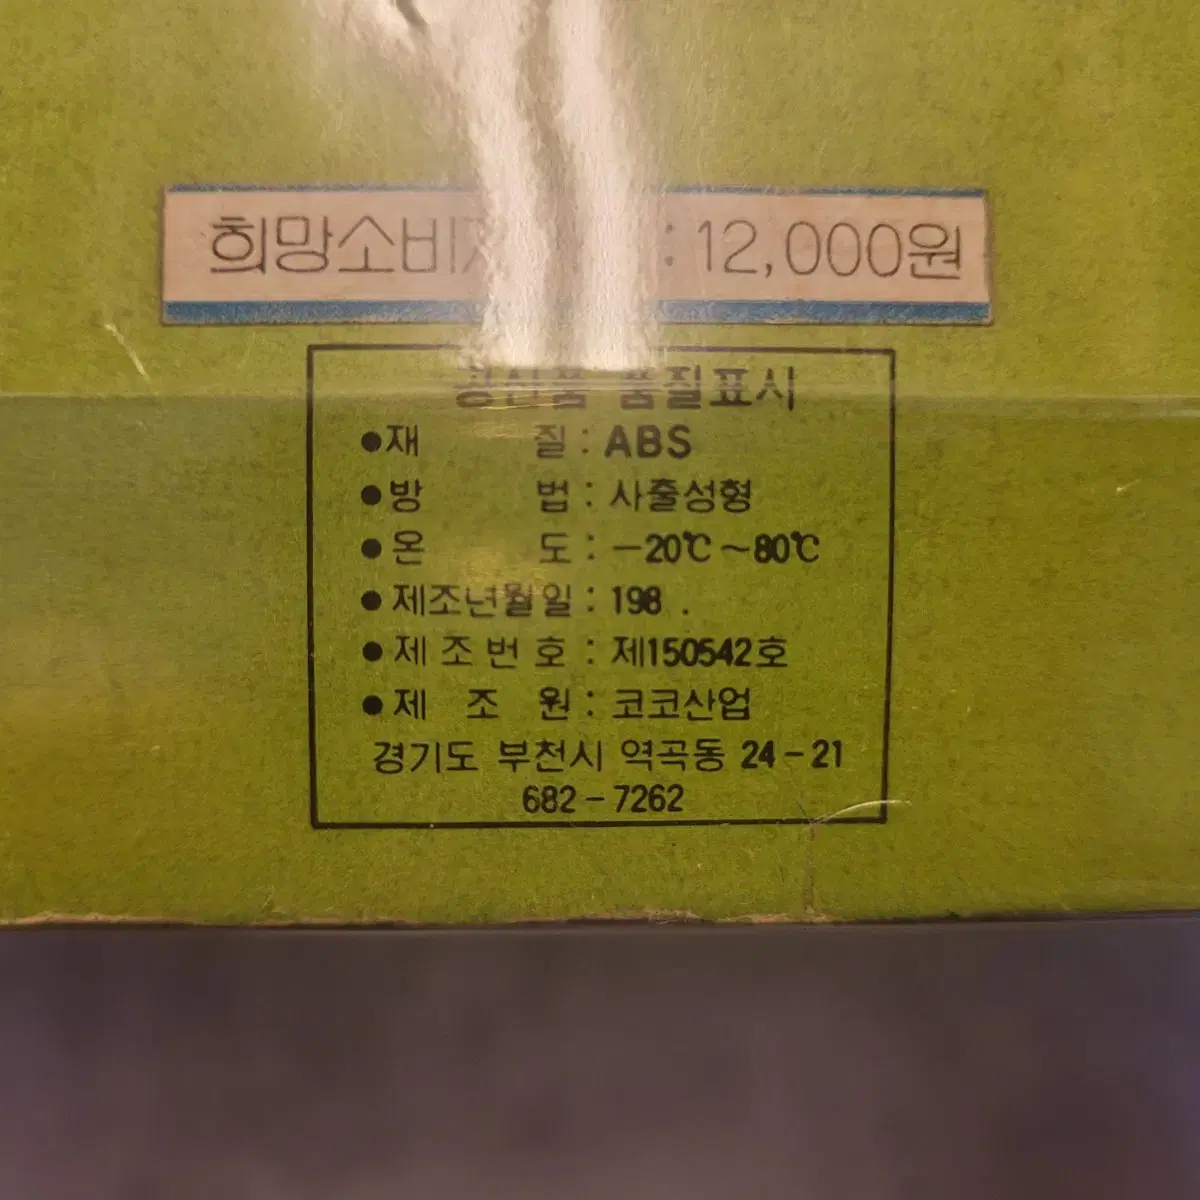 희망소비자 : 12,000원
공산품 품질표시
●재 질 : ABS
●방 법 : 사출성형
●온 도 : -20℃~80℃
●제조년월일 : 198 .
●제조번호 : 제150542호
●제 조 원 : 코코산업
경기도 부천시 역곡동 24-21
682-7262